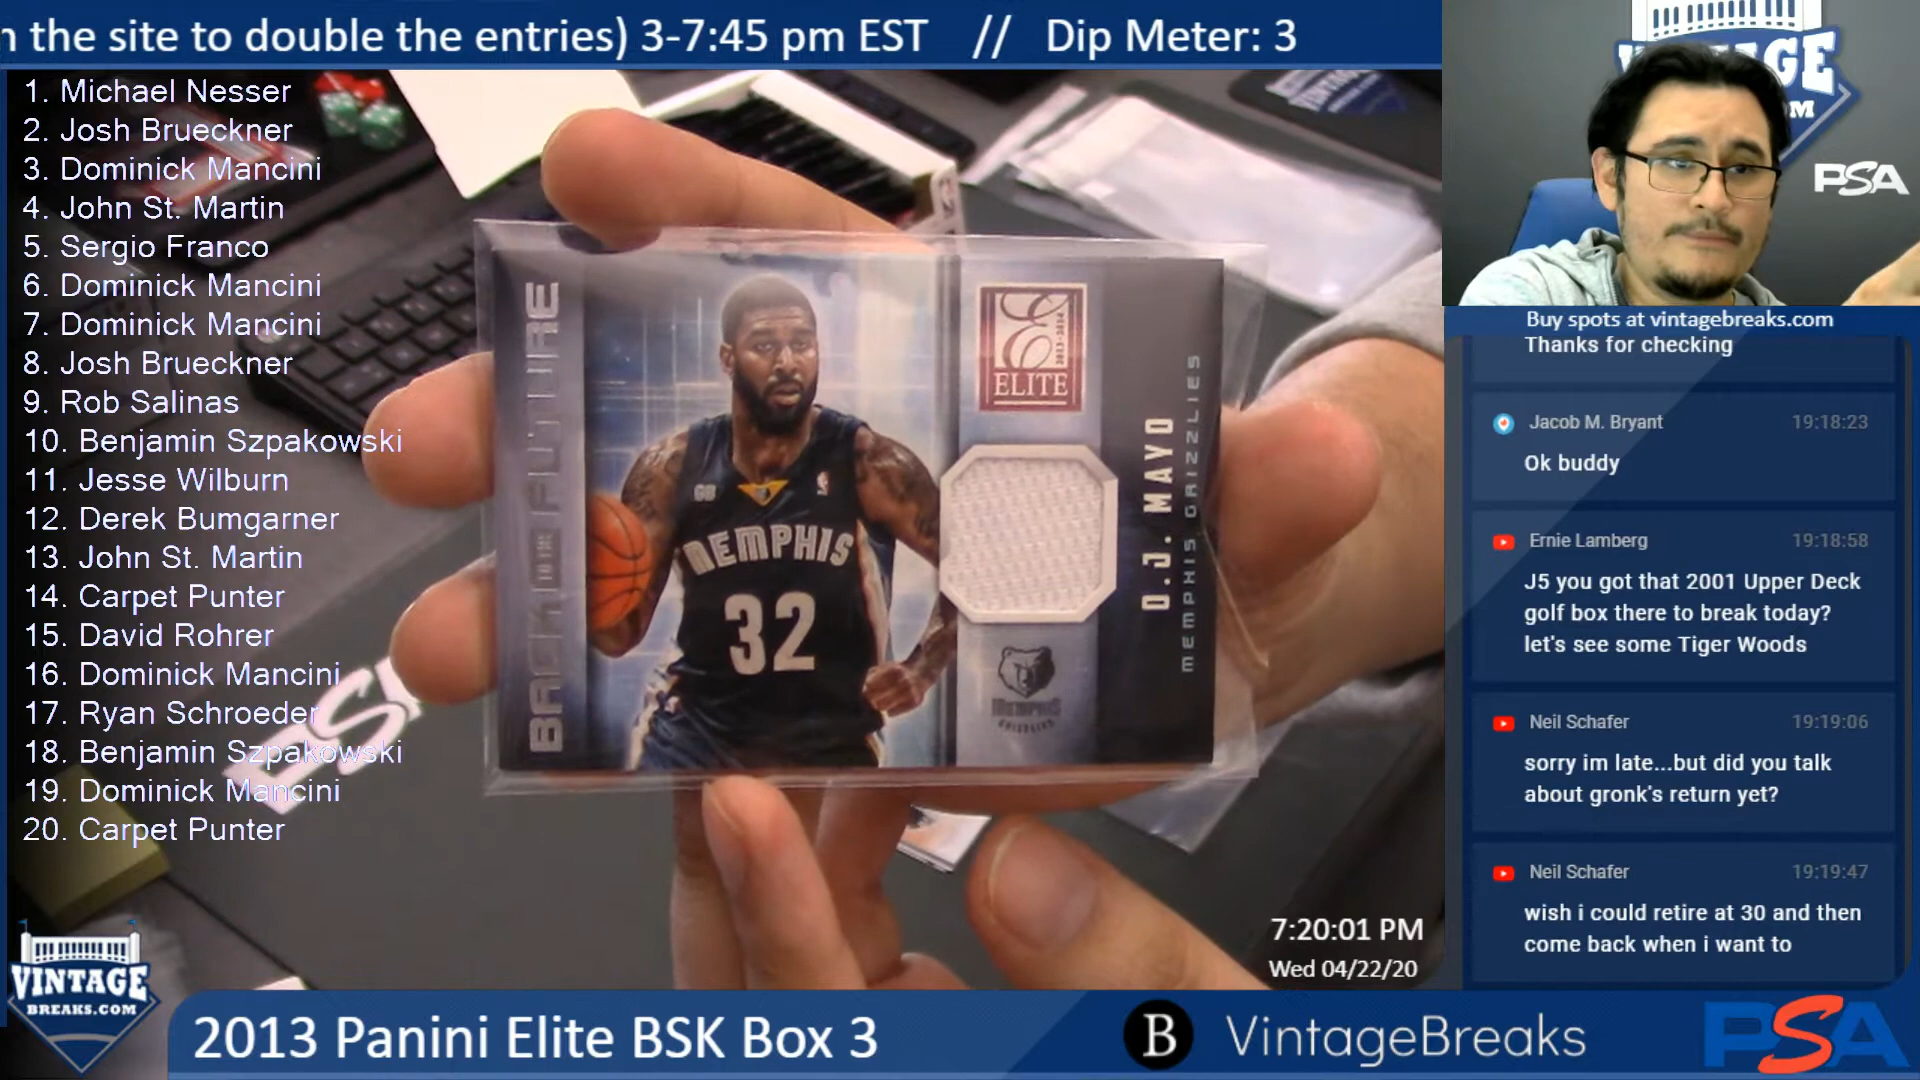 n the site to double the entries) 3-7:45 pm EST // Dip Meter: 3
1. Michael Nesser
2. Josh Brueckner
3. Dominick Mancini
4. John St. Martin
5. Sergio Franco
6. Dominick Mancini
7. Dominick Mancini
8. Josh Brueckner
9. Rob Salinas
10. Benjamin Szpakowski
11. Jesse Wilburn
12. Derek Bumgarner
13. John St. Martin
14. Carpet Punter
15. David Rohrer
16. Dominick Mancini
17. Ryan Schroeder
18. Benjamin Szpakowski
19. Dominick Mancini
20. Carpet Punter
BACK TO THE FUTURE
MEMPHIS
32
E
2013-2014
ELITE
O.J. MAYO
MEMPHIS GRIZZLIES
MEMPHIS
GRIZZLIES
PSA
Buy spots at vintagebreaks.com
Thanks for checking
Jacob M. Bryant 19:18:23
Ok buddy
Ernie Lamberg 19:18:58
J5 you got that 2001 Upper Deck
golf box there to break today?
let's see some Tiger Woods
Neil Schafer 19:19:06
sorry im late...but did you talk
about gronk's return yet?
Neil Schafer 19:19:47
wish i could retire at 30 and then
come back when i want to
7:20:01 PM
Wed 04/22/20
VINTAGE
BREAKS.COM
2013 Panini Elite BSK Box 3
B VintageBreaks
PSA